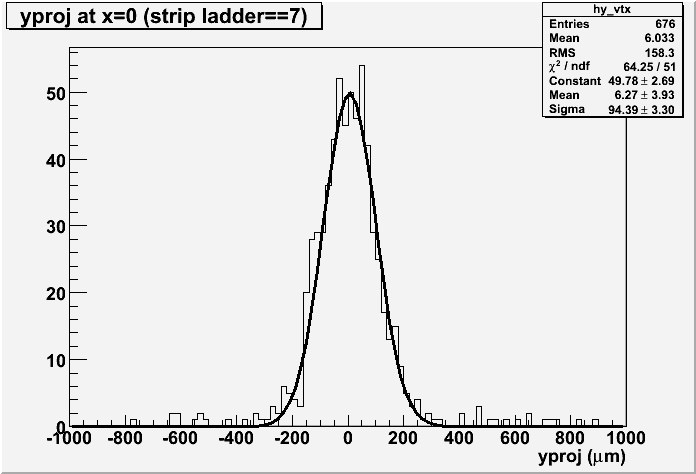 yproj at x=0 (strip ladder==7)
hy_vtx
Entries 676
Mean 6.033
RMS 158.3
χ² / ndf 64.25 / 51
Constant 49.78 ± 2.69
Mean 6.27 ± 3.93
Sigma 94.39 ± 3.30
50
40
30
20
10
0
-1000 -800 -600 -400 -200 0 200 400 600 800 1000
yproj (μm)